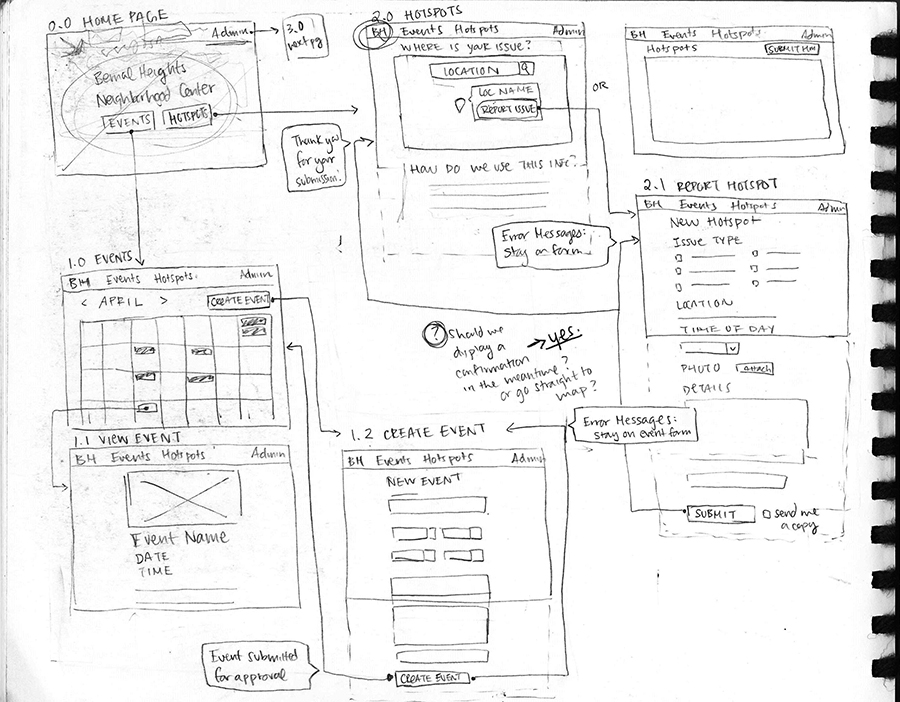 0.0 HOME PAGE
Admin
3.0
next pg
Bernal Heights
Neighborhood Center
EVENTS
HOTSPOTS
2.0 HOTSPOTS
BH Events Hotspots Admin
WHERE IS YOUR ISSUE?
LOCATION
LOC NAME
REPORT ISSUE
HOW DO WE USE THIS INFO?
OR
BH Events Hotspots Admin
Hotspots
Thank you
for your
submission!
2.1 REPORT HOTSPOT
BH Events Hotspots Admin
New Hotspot
ISSUE TYPE
LOCATION
TIME OF DAY
PHOTO Attach
DETAILS
SUBMIT
send me
a copy
Error Messages:
stay on form
1.0 EVENTS
BH Events Hotspots Admin
< APRIL >
CREATE EVENT
?
Should we
display a
confirmation
in the meantime?
or go straight to
map?
→ yes.
1.1 VIEW EVENT
BH Events Hotspots Admin
Event Name
DATE
TIME
1.2 CREATE EVENT
BH Events Hotspots Admin
NEW EVENT
CREATE EVENT
Error Messages:
stay on event form
Event submitted
for approval